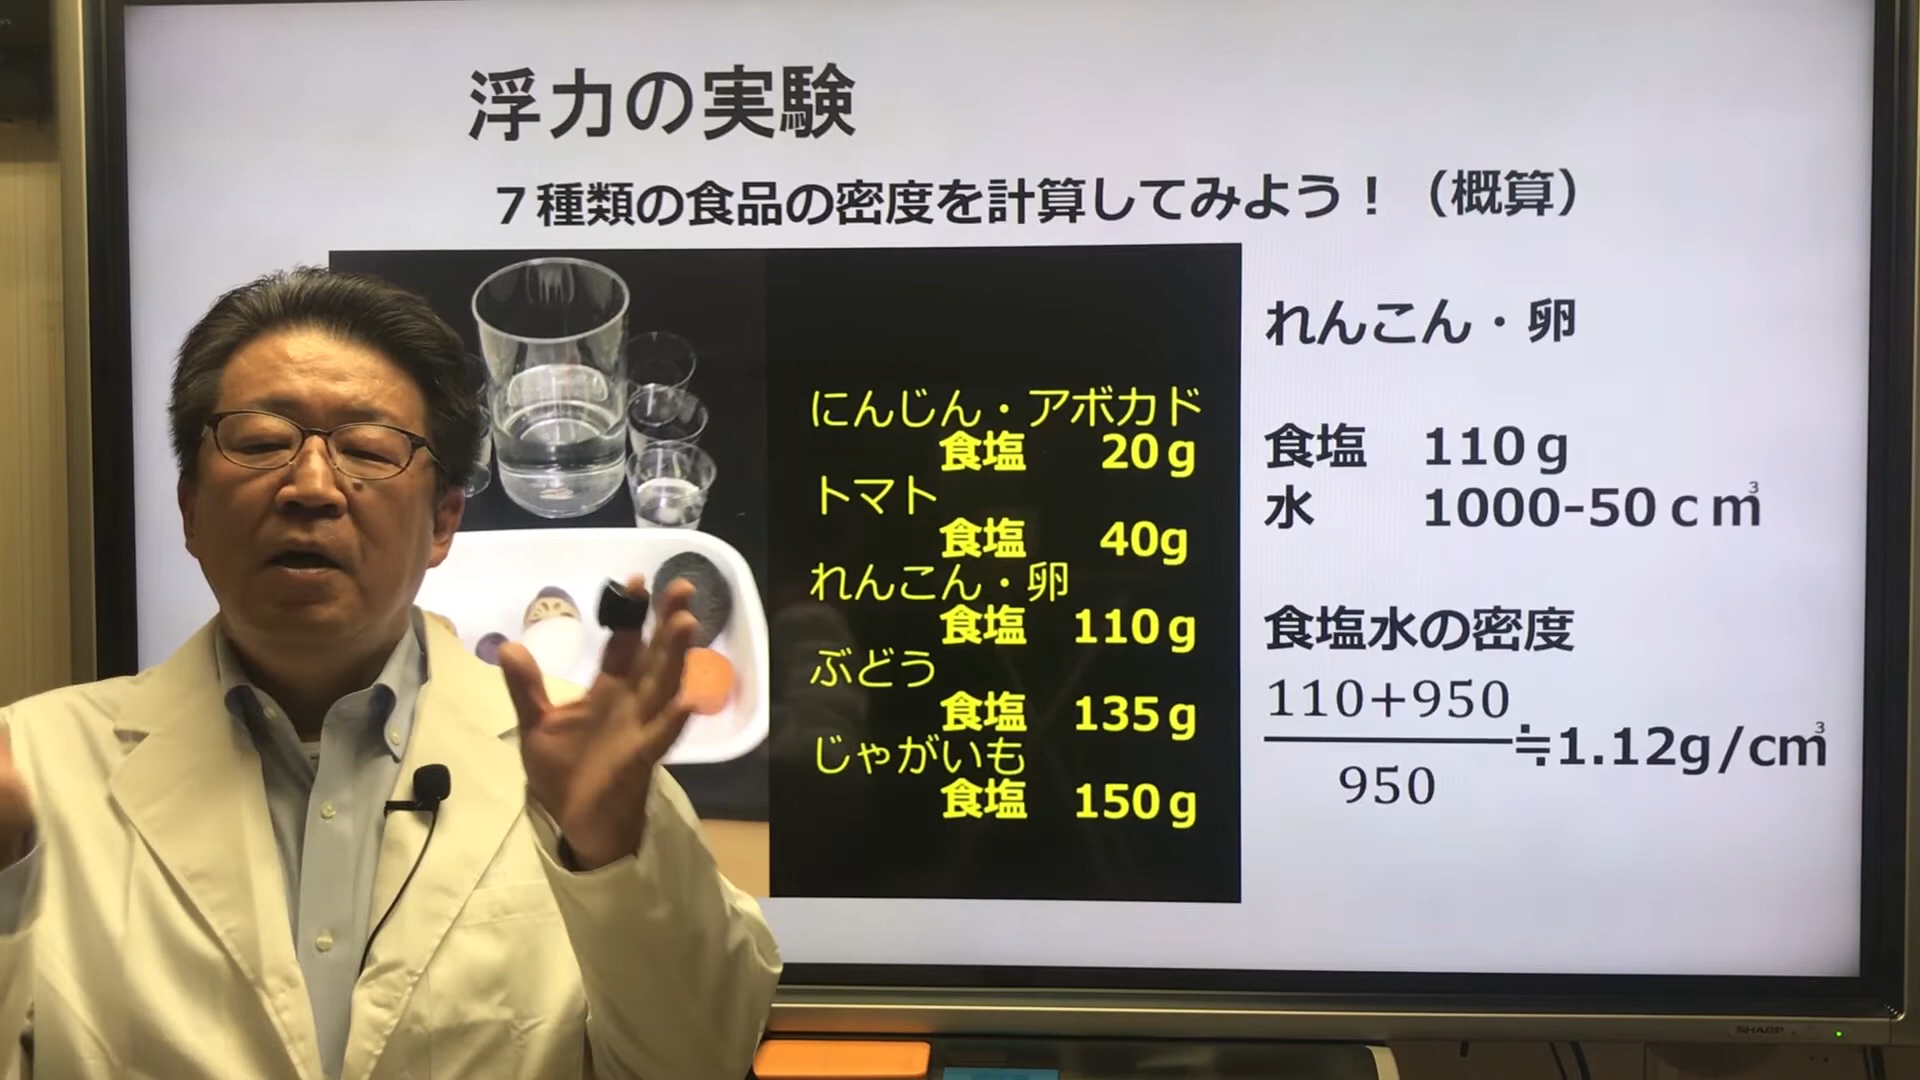 浮力の実験
7種類の食品の密度を計算してみよう！（概算）
にんじん・アボカド
食塩 20g
トマト
食塩 40g
れんこん・卵
食塩 110g
ぶどう
食塩 135g
じゃがいも
食塩 150g
れんこん・卵
食塩 110g
水 1000-50cm³
食塩水の密度
110+950
950
≒1.12g/cm³
SHARP